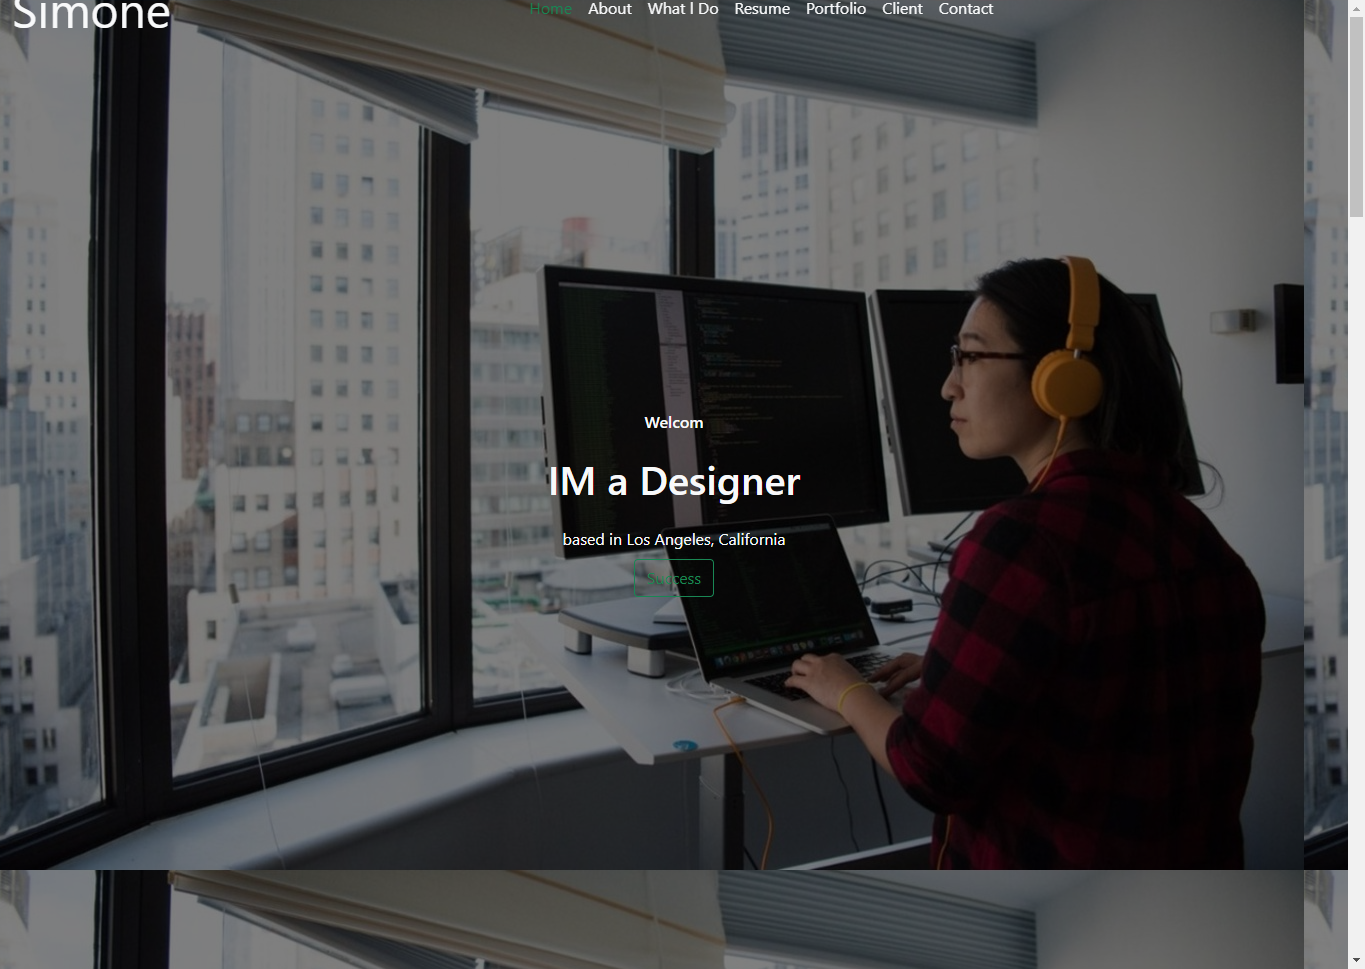 Simone
Home About What I Do Resume Portfolio Client Contact
Welcom
IM a Designer
based in Los Angeles, California
Success